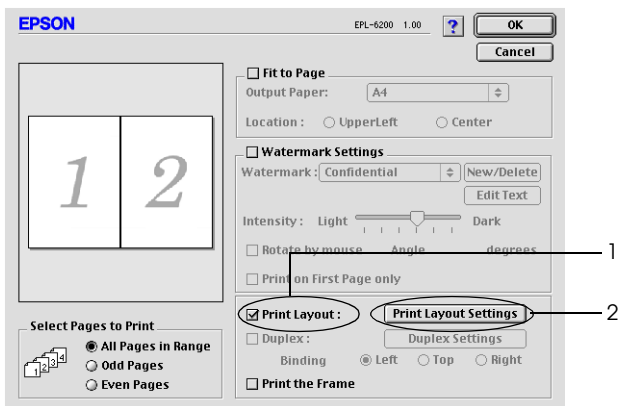 EPSON
EPL-6200 1.00
?
OK
Cancel
Fit to Page
Output Paper: A4
Location : UpperLeft Center
1 2
Watermark Settings
Watermark : Confidential New/Delete
Edit Text
Intensity : Light Dark
Rotate by mouse Angle degrees
Print on First Page only
1
Print Layout : Print Layout Settings
2
Duplex : Duplex Settings
Binding Left Top Right
Print the Frame
Select Pages to Print
1 2 3 4
All Pages in Range
Odd Pages
Even Pages